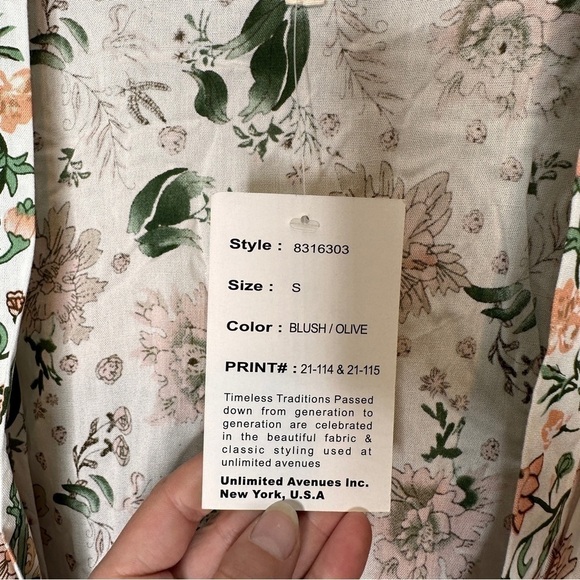 Style : 8316303
Size : S
Color : BLUSH / OLIVE
PRINT# : 21-114 & 21-115
Timeless Traditions Passed
down from generation to
generation are celebrated
in the beautiful fabric &
classic styling used at
unlimited avenues
Unlimited Avenues Inc.
New York, U.S.A